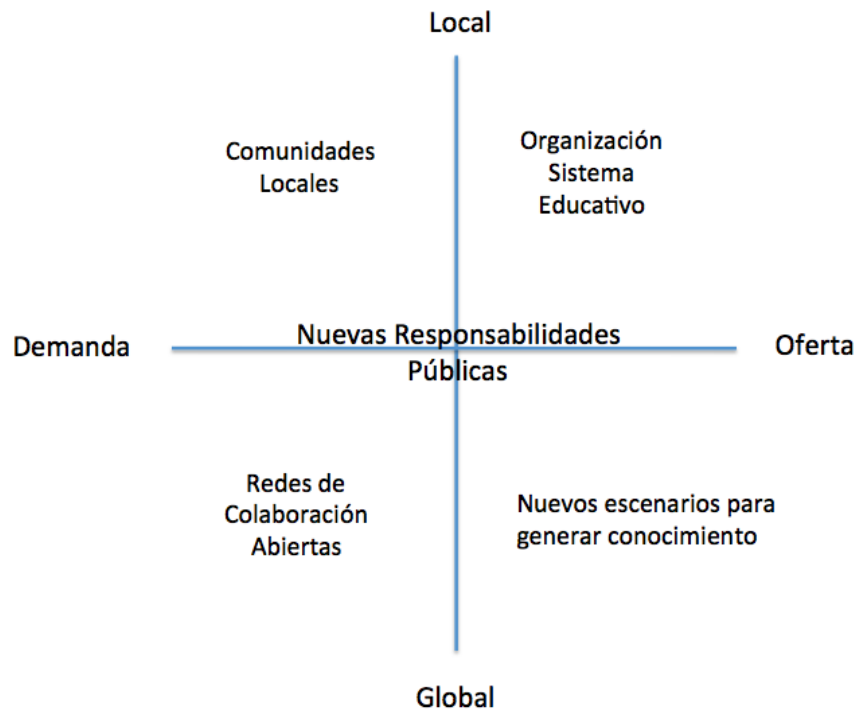 Local
Comunidades
Locales
Organización
Sistema
Educativo
Demanda
Nuevas Responsabilidades
Públicas
Oferta
Redes de
Colaboración
Abiertas
Nuevos escenarios para
generar conocimiento
Global